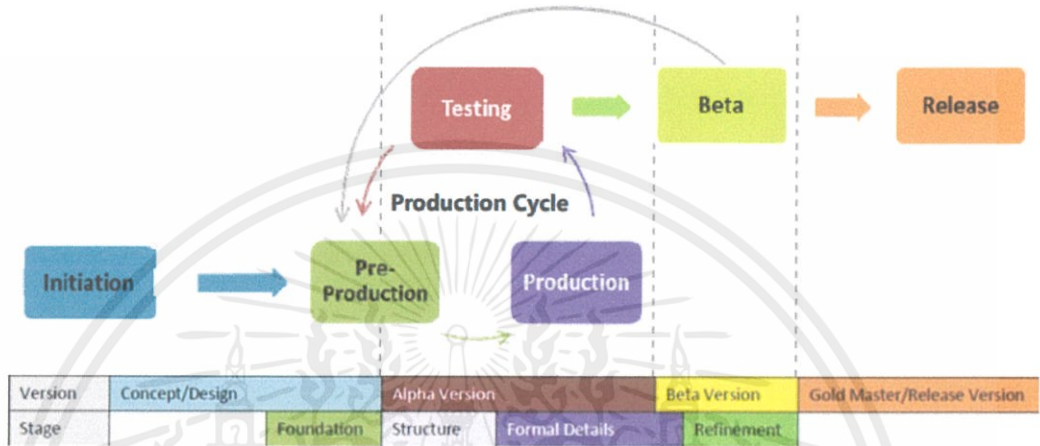 Testing
Beta
Release
Production Cycle
Initiation
Pre-
Production
Production
Version Concept/Design Alpha Version Beta Version Gold Master/Release Version
Stage Foundation Structure Formal Details Refinement